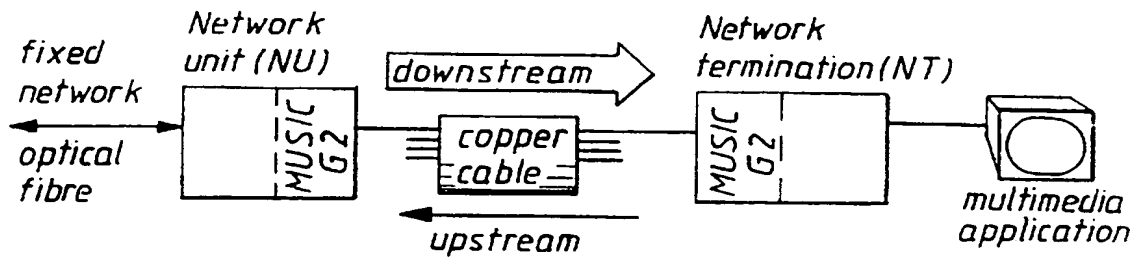 fixed
network
optical
fibre
Network
unit (NU)
MUSIC
G2
downstream
copper
cable
upstream
Network
termination (NT)
MUSIC
G2
multimedia
application